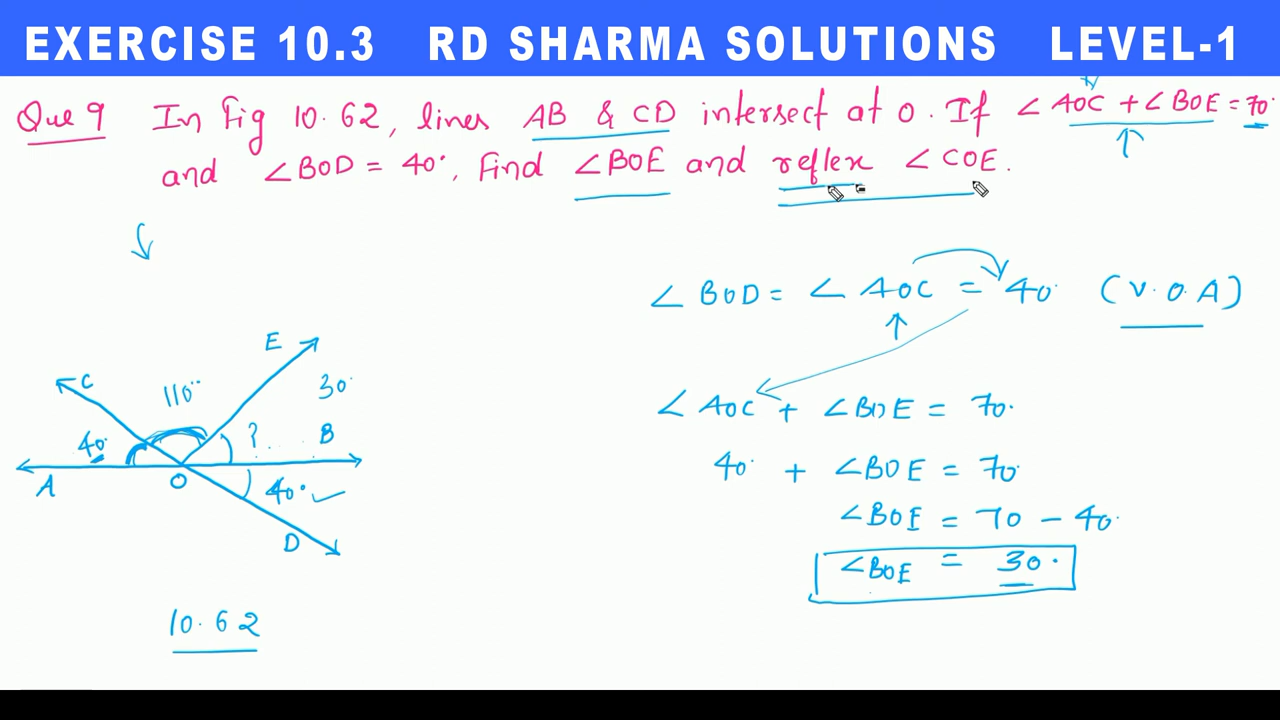 EXERCISE 10.3 RD SHARMA SOLUTIONS LEVEL-1
Que 9 In Fig 10.62, lines AB & CD intersect at O. If ∠AOC + ∠BOE = 70°
and ∠BOD = 40°, Find ∠BOE and reflex ∠COE.
∠BOD = ∠AOC = 40° (V.O.A)
E
C
110°
30°
∠AOC + ∠BOE = 70°
40°
?
B
A
O
40°
40° + ∠BOE = 70°
D
∠BOE = 70 - 40°
∠BOE = 30°
10.62